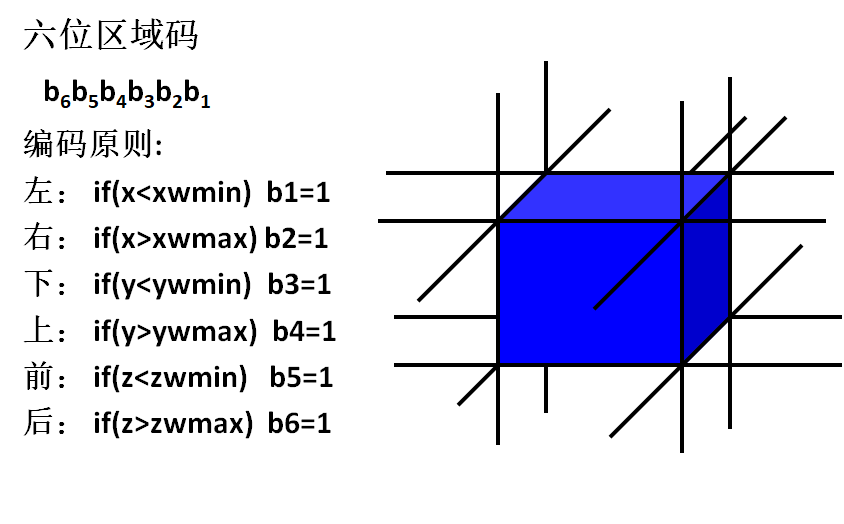 六位区域码
b₆b₅b₄b₃b₂b₁
编码原则:
左： if(x<xwmin) b1=1
右： if(x>xwmax) b2=1
下： if(y<ywmin) b3=1
上： if(y>ywmax) b4=1
前： if(z<zwmin) b5=1
后： if(z>zwmax) b6=1